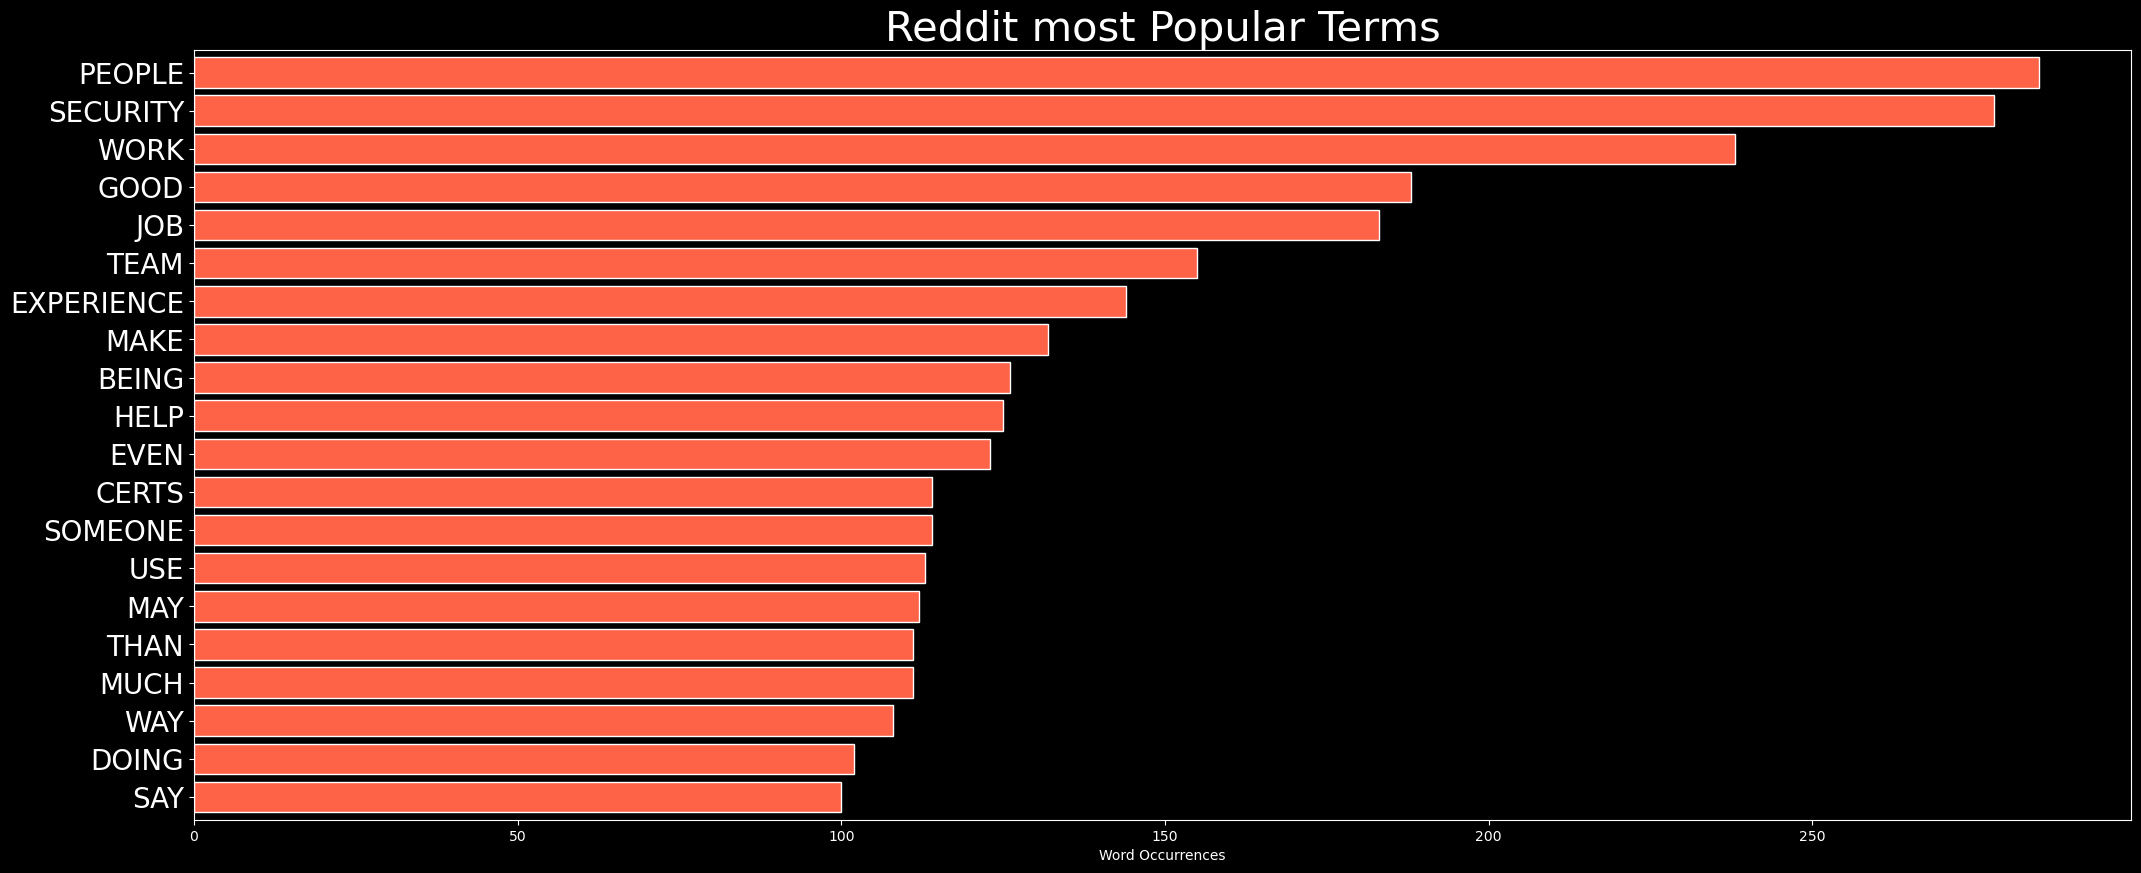 Reddit most Popular Terms
PEOPLE
SECURITY
WORK
GOOD
JOB
TEAM
EXPERIENCE
MAKE
BEING
HELP
EVEN
CERTS
SOMEONE
USE
MAY
THAN
MUCH
WAY
DOING
SAY
0 50 100 150 200 250
Word Occurrences